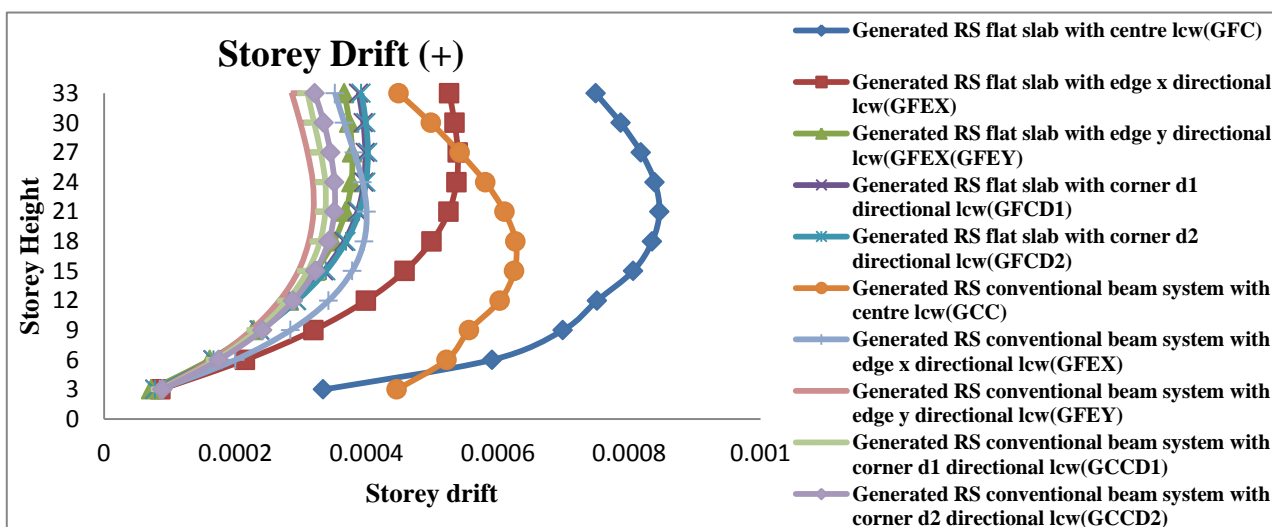 Storey Drift (+)
Storey Height
33
30
27
24
21
18
15
12
9
6
3
0
0 0.0002 0.0004 0.0006 0.0008 0.001
Storey drift
Generated RS flat slab with centre lcw(GFC)
Generated RS flat slab with edge x directional
lcw(GFEX)
Generated RS flat slab with edge y directional
lcw(GFEX(GFEY)
Generated RS flat slab with corner d1
directional lcw(GFCD1)
Generated RS flat slab with corner d2
directional lcw(GFCD2)
Generated RS conventional beam system with
centre lcw(GCC)
Generated RS conventional beam system with
edge x directional lcw(GFEX)
Generated RS conventional beam system with
edge y directional lcw(GFEY)
Generated RS conventional beam system with
corner d1 directional lcw(GCCD1)
Generated RS conventional beam system with
corner d2 directional lcw(GCCD2)